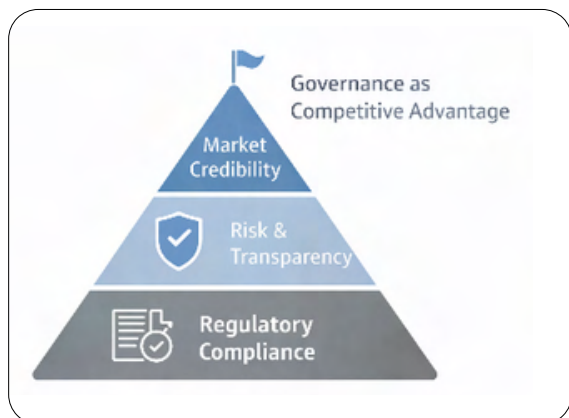 Governance as
Competitive Advantage
Market
Credibility
Risk &
Transparency
Regulatory
Compliance